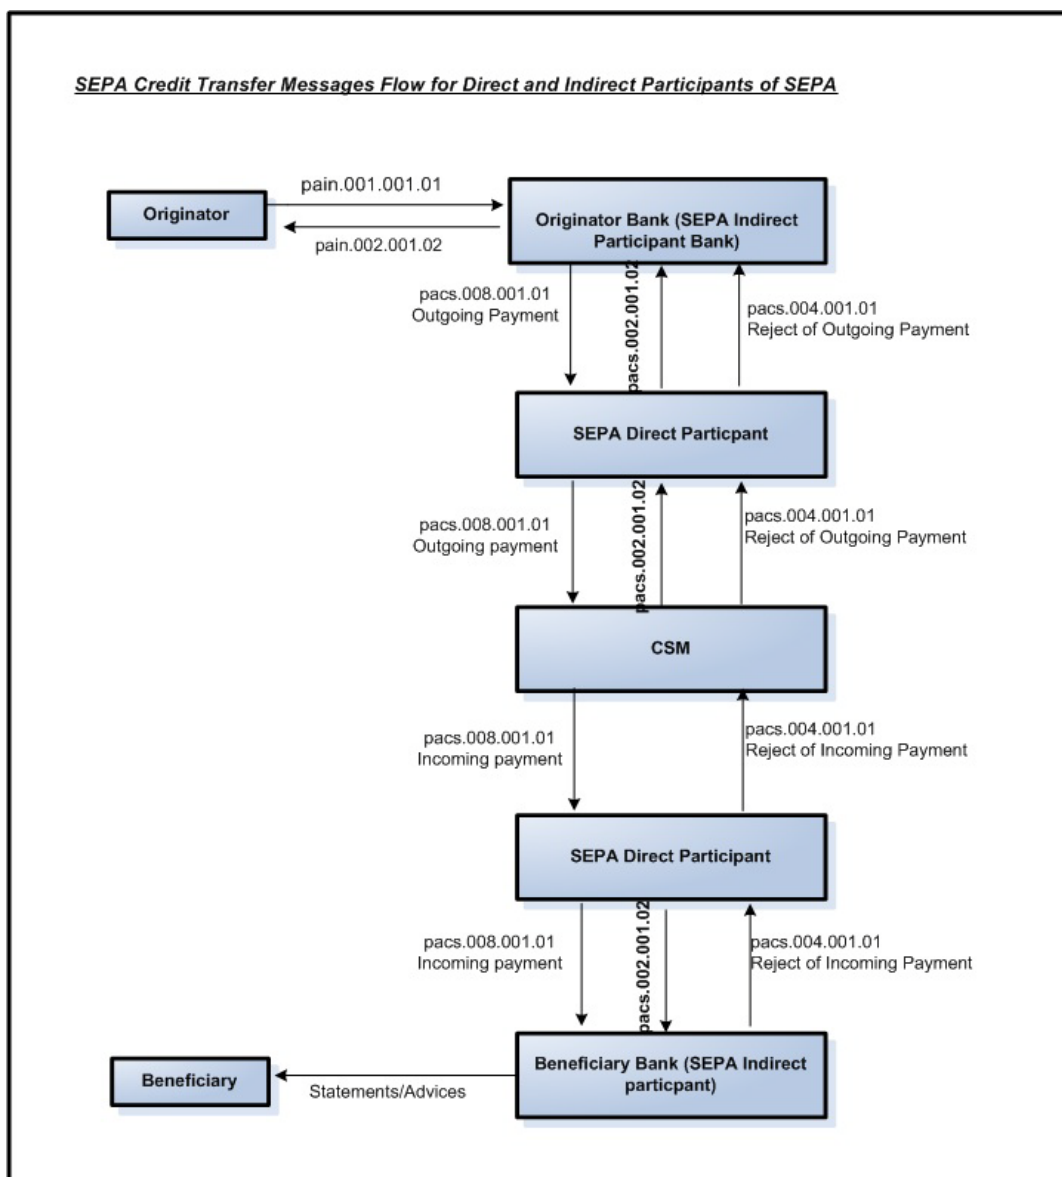 SEPA Credit Transfer Messages Flow for Direct and Indirect Participants of SEPA
pain.001.001.01
Originator
Originator Bank (SEPA Indirect
Participant Bank)
pain.002.001.02
pacs.008.001.01
Outgoing Payment
pacs.002.001.02
pacs.004.001.01
Reject of Outgoing Payment
SEPA Direct Particpant
pacs.008.001.01
Outgoing payment
pacs.002.001.02
pacs.004.001.01
Reject of Outgoing Payment
CSM
pacs.008.001.01
Incoming payment
pacs.004.001.01
Reject of Incoming Payment
SEPA Direct Participant
pacs.008.001.01
Incoming payment
pacs.002.001.02
pacs.004.001.01
Reject of Incoming Payment
Beneficiary Bank (SEPA Indirect
particpant)
Beneficiary
Statements/Advices